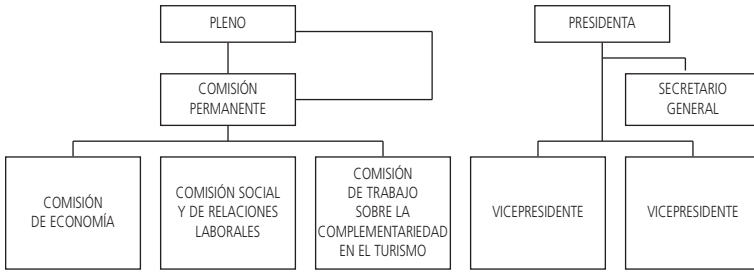 PLENO
PRESIDENTA
COMISIÓN
PERMANENTE
SECRETARIO
GENERAL
COMISIÓN
DE ECONOMÍA
COMISIÓN SOCIAL
Y DE RELACIONES
LABORALES
COMISIÓN
DE TRABAJO
SOBRE LA
COMPLEMENTARIEDAD
EN EL TURISMO
VICEPRESIDENTE
VICEPRESIDENTE